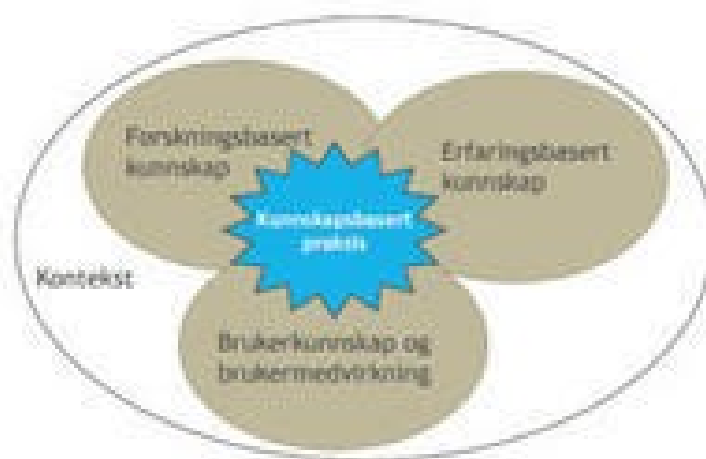 Forskningsbasert
kunnskap
Erfaringsbasert
kunnskap
Kunnskapsbasert
praksis
Kontekst
Brukerkunnskap og
brukermedvirkning